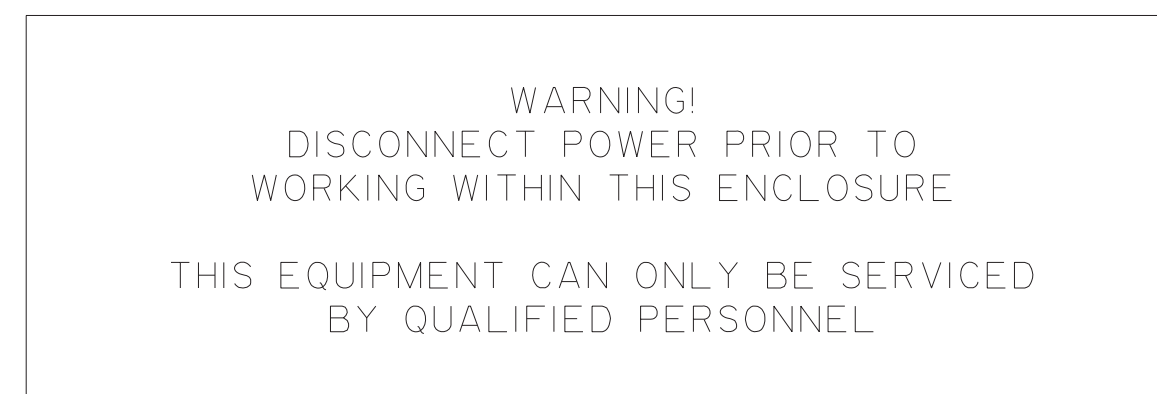 WARNING!
DISCONNECT POWER PRIOR TO
WORKING WITHIN THIS ENCLOSURE
THIS EQUIPMENT CAN ONLY BE SERVICED
BY QUALIFIED PERSONNEL